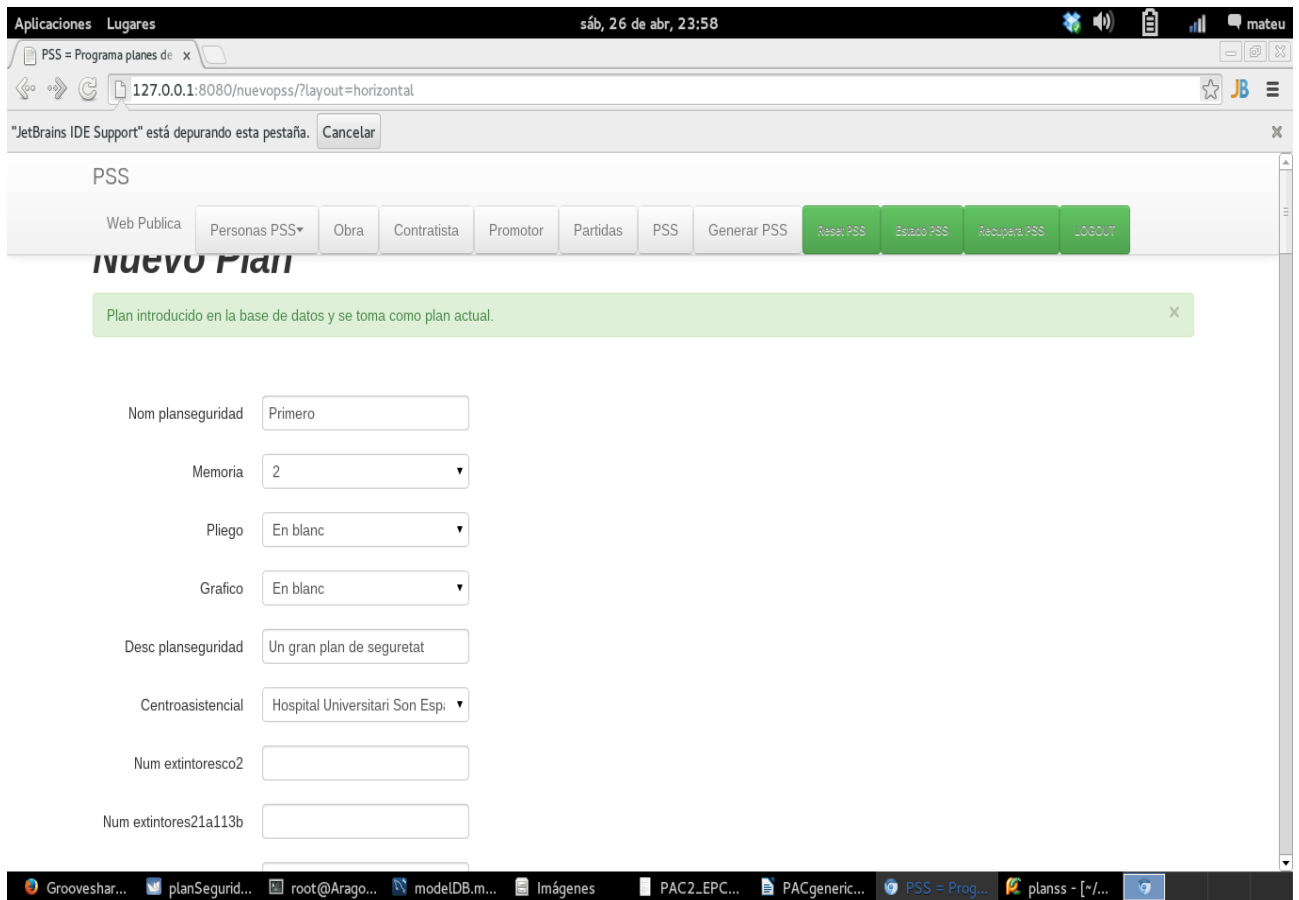 Aplicaciones Lugares sáb, 26 de abr, 23:58 mateu
PSS = Programa planes de x
127.0.0.1:8080/nuevopss/?layout=horizontal JB
"JetBrains IDE Support" está depurando esta pestaña. Cancelar x
PSS
Web Publica Personas PSS▾ Obra Contratista Promotor Partidas PSS Generar PSS Reset PSS Estado PSS Recupera PSS LOGOUT
Nuevo Plan
Plan introducido en la base de datos y se toma como plan actual. ×
Nom planseguridad Primero
Memoria 2
Pliego En blanc
Grafico En blanc
Desc planseguridad Un gran plan de seguretat
Centroasistencial Hospital Universitari Son Espa
Num extintoresco2
Num extintores21a113b
Grooveshar... planSegurid... root@Arago... modelDB.m... Imágenes PAC2_EPC... PACgeneric... PSS = Prog... planss - [~/...